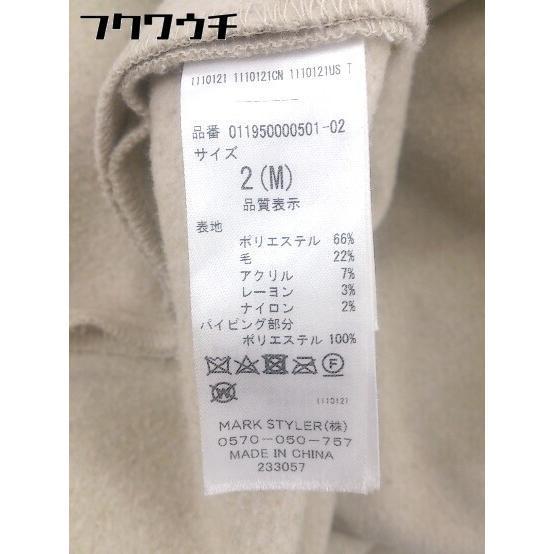 フクワウチ
1110121 1110121CN 1110121US T
品番 011950000501-02
サイズ
2(M)
品質表示
表地
ポリエステル 66%
毛 22%
アクリル 7%
レーヨン 3%
ナイロン 2%
パイピング部分
ポリエステル 100%
F
W
1110121
MARK STYLER(株)
0570-050-757
MADE IN CHINA
233057